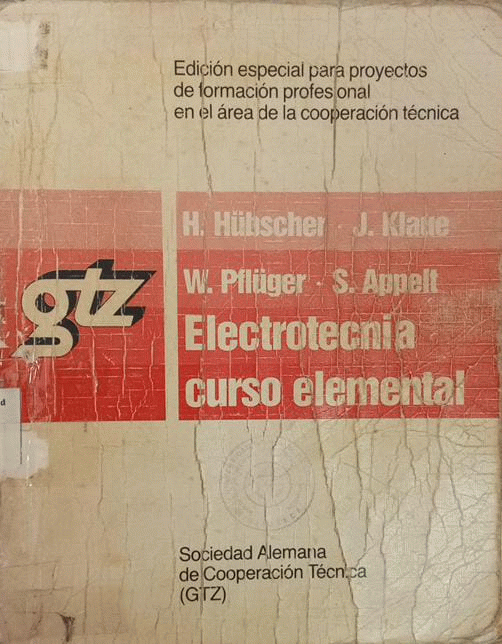 Edición especial para proyectos
de formación profesional
en el área de la cooperación técnica
H. Hübscher · J. Klaue
W. Pflüger · S. Appelt
gtz
Electrotecnia
curso elemental
Sociedad Alemana
de Cooperación Técnica
(GTZ)